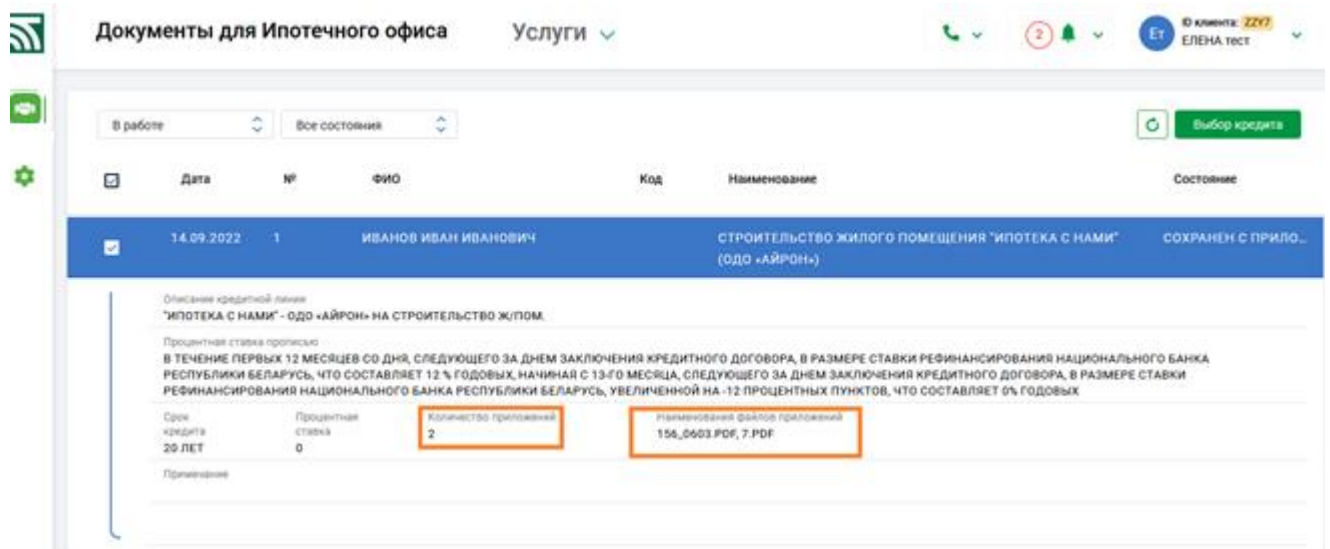 Документы для Ипотечного офиса
Услуги
2
Ет
ID клиента: ZZY7
ЕЛЕНА тест
В работе
Все состояния
Выбор кредита
Дата № ФИО Код Наименование Состояние
14.09.2022 1 ИВАНОВ ИВАН ИВАНОВИЧ СТРОИТЕЛЬСТВО ЖИЛОГО ПОМЕЩЕНИЯ "ИПОТЕКА С НАМИ" СОХРАНЕН С ПРИЛО...
(ОДО «АЙРОН»)
Описание кредитной линии
"ИПОТЕКА С НАМИ" - ОДО «АЙРОН» НА СТРОИТЕЛЬСТВО Ж/ПОМ.
Процентная ставка прописью
В ТЕЧЕНИЕ ПЕРВЫХ 12 МЕСЯЦЕВ СО ДНЯ, СЛЕДУЮЩЕГО ЗА ДНЕМ ЗАКЛЮЧЕНИЯ КРЕДИТНОГО ДОГОВОРА, В РАЗМЕРЕ СТАВКИ РЕФИНАНСИРОВАНИЯ НАЦИОНАЛЬНОГО БАНКА
РЕСПУБЛИКИ БЕЛАРУСЬ, ЧТО СОСТАВЛЯЕТ 12 % ГОДОВЫХ, НАЧИНАЯ С 13-ГО МЕСЯЦА, СЛЕДУЮЩЕГО ЗА ДНЕМ ЗАКЛЮЧЕНИЯ КРЕДИТНОГО ДОГОВОРА, В РАЗМЕРЕ СТАВКИ
РЕФИНАНСИРОВАНИЯ НАЦИОНАЛЬНОГО БАНКА РЕСПУБЛИКИ БЕЛАРУСЬ, УВЕЛИЧЕННОЙ НА -12 ПРОЦЕНТНЫХ ПУНКТОВ, ЧТО СОСТАВЛЯЕТ 0% ГОДОВЫХ
Срок кредита
20 ЛЕТ
Процентная ставка
0
Количество приложений
2
Наименования файлов приложений
156_0603.PDF, 7.PDF
Примечание